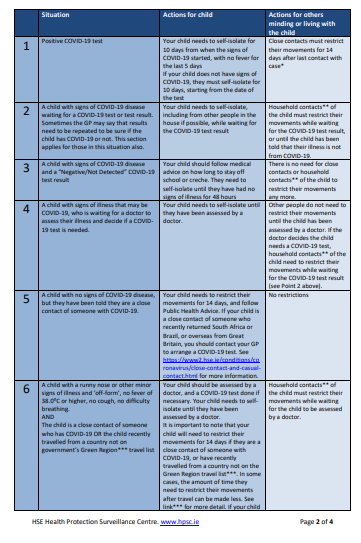 Situation
Actions for child
Actions for others
minding or living with
the child
1
Positive COVID-19 test
Your child needs to self-isolate for
10 days from when the signs of
COVID-19 started, with no fever for
the last 5 days
If your child does not have signs of
COVID-19, they must self-isolate for
10 days, starting from the date of
the test
Close contacts must restrict
their movements for 14
days after last contact with
case*
2
A child with signs of COVID-19 disease
waiting for a COVID-19 test or test result.
Sometimes the GP may say that results
need to be repeated to be sure if the
child has COVID-19 or not. This section
applies for those in this situation also.
Your child needs to self-isolate,
including from other people in the
house if possible, while waiting for
the COVID-19 test result
Household contacts** of
the child must restrict their
movements while waiting
for the COVID-19 test result,
or until the child has been
told that their illness is not
from COVID-19.
3
A child with signs of COVID-19 disease
and a “Negative/Not Detected” COVID-19
test result
Your child should follow medical
advice on how long to stay off
school or creche. They need to
self-isolate until they have had no
signs of illness for 48 hours
There is no need for close
contacts or household
contacts** of the child to
restrict their movements
any more.
4
A child with signs of illness that may be
COVID-19, who is waiting for a doctor to
assess their illness and decide if a COVID-
19 test is needed.
Your child needs to self-isolate until
they have been assessed by a
doctor.
Other people do not need to
restrict their movements
until the child has been
assessed by a doctor. If the
doctor decides the child
needs a COVID-19 test,
household contacts** of the
child need to restrict their
movements while waiting
for the COVID-19 test result
(see Point 2 above).
5
A child with no signs of COVID-19 disease,
but they have been told they are a close
contact of someone with COVID-19.
Your child needs to restrict their
movements for 14 days, and follow
Public Health Advice. If your child is
a close contact of someone who
recently returned South Africa or
Brazil, or overseas from Great
Britain, you should contact your GP
to arrange a COVID-19 test. See
https://www2.hse.ie/conditions/co
ronavirus/close-contact-and-casual-
contact.html for more information.
No restrictions
6
A child with a runny nose or other minor
signs of illness and 'off-form', no fever of
38.0°C or higher, no cough, no difficulty
breathing.
AND
The child is a close contact of someone
who has COVID-19 OR the child recently
travelled from a country not on
government’s Green Region*** travel list
Your child should be assessed by a
doctor, and a COVID-19 test done if
necessary. Your child needs to self-
isolate until they have been assessed by
a doctor.
It is important to note that your
child will need to restrict their
movements for 14 days if they are a
close contact of someone with
COVID-19, or have recently
travelled from a country not on the
Green Region travel list***. In some
cases, the amount of time they
need to restrict their movements
after travel can be made less. See
link*** for more detail. If your child
Household contacts** of
the child must restrict their
movements while waiting
for the child to be assessed
by a doctor.
HSE Health Protection Surveillance Centre. www.hpsc.ie
Page 2 of 4